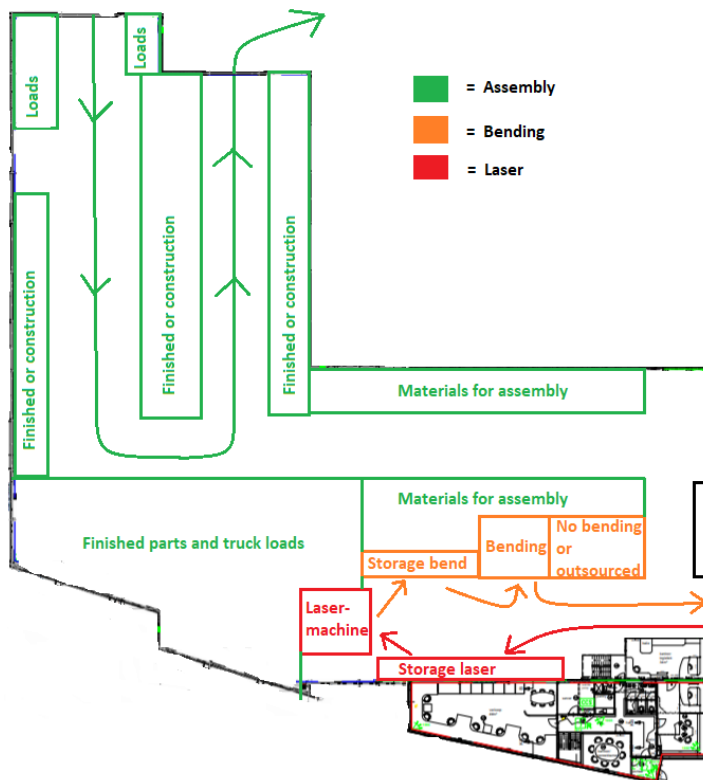 Loads
Loads
= Assembly
= Bending
= Laser
Finished or construction
Finished or construction
Finished or construction
Materials for assembly
Materials for assembly
Finished parts and truck loads
Storage bend
Bending
No bending
or
outsourced
Laser-
machine
Storage laser